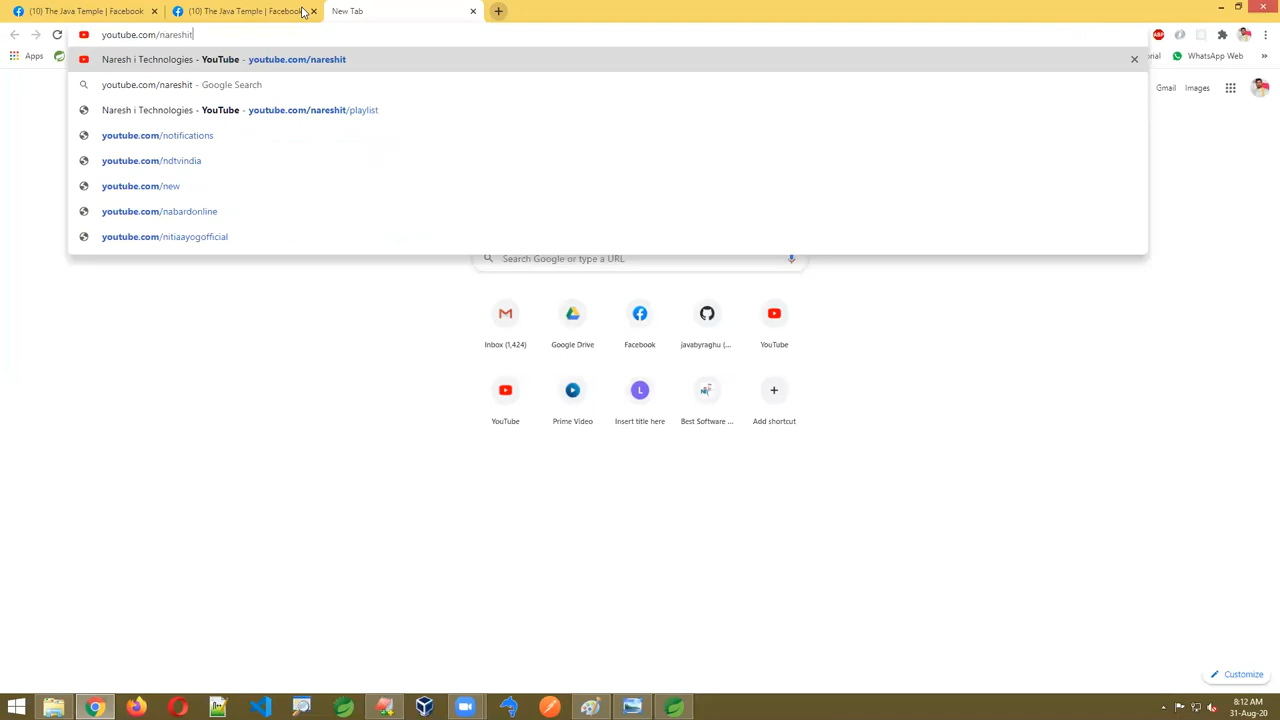 (10) The Java Temple | Facebook
(10) The Java Temple | Facebook
New Tab
youtube.com/nareshit
Apps
WhatsApp Web
Naresh i Technologies - YouTube - youtube.com/nareshit
youtube.com/nareshit - Google Search
Naresh i Technologies - YouTube - youtube.com/nareshit/playlist
youtube.com/notifications
youtube.com/ndtvindia
youtube.com/new
youtube.com/nabardonline
youtube.com/nitiaayogofficial
Gmail
Images
Search Google or type a URL
Inbox (1,424)
Google Drive
Facebook
javabyraghu (...
YouTube
YouTube
Prime Video
Insert title here
Best Software ...
Add shortcut
Customize
8:12 AM
31-Aug-20